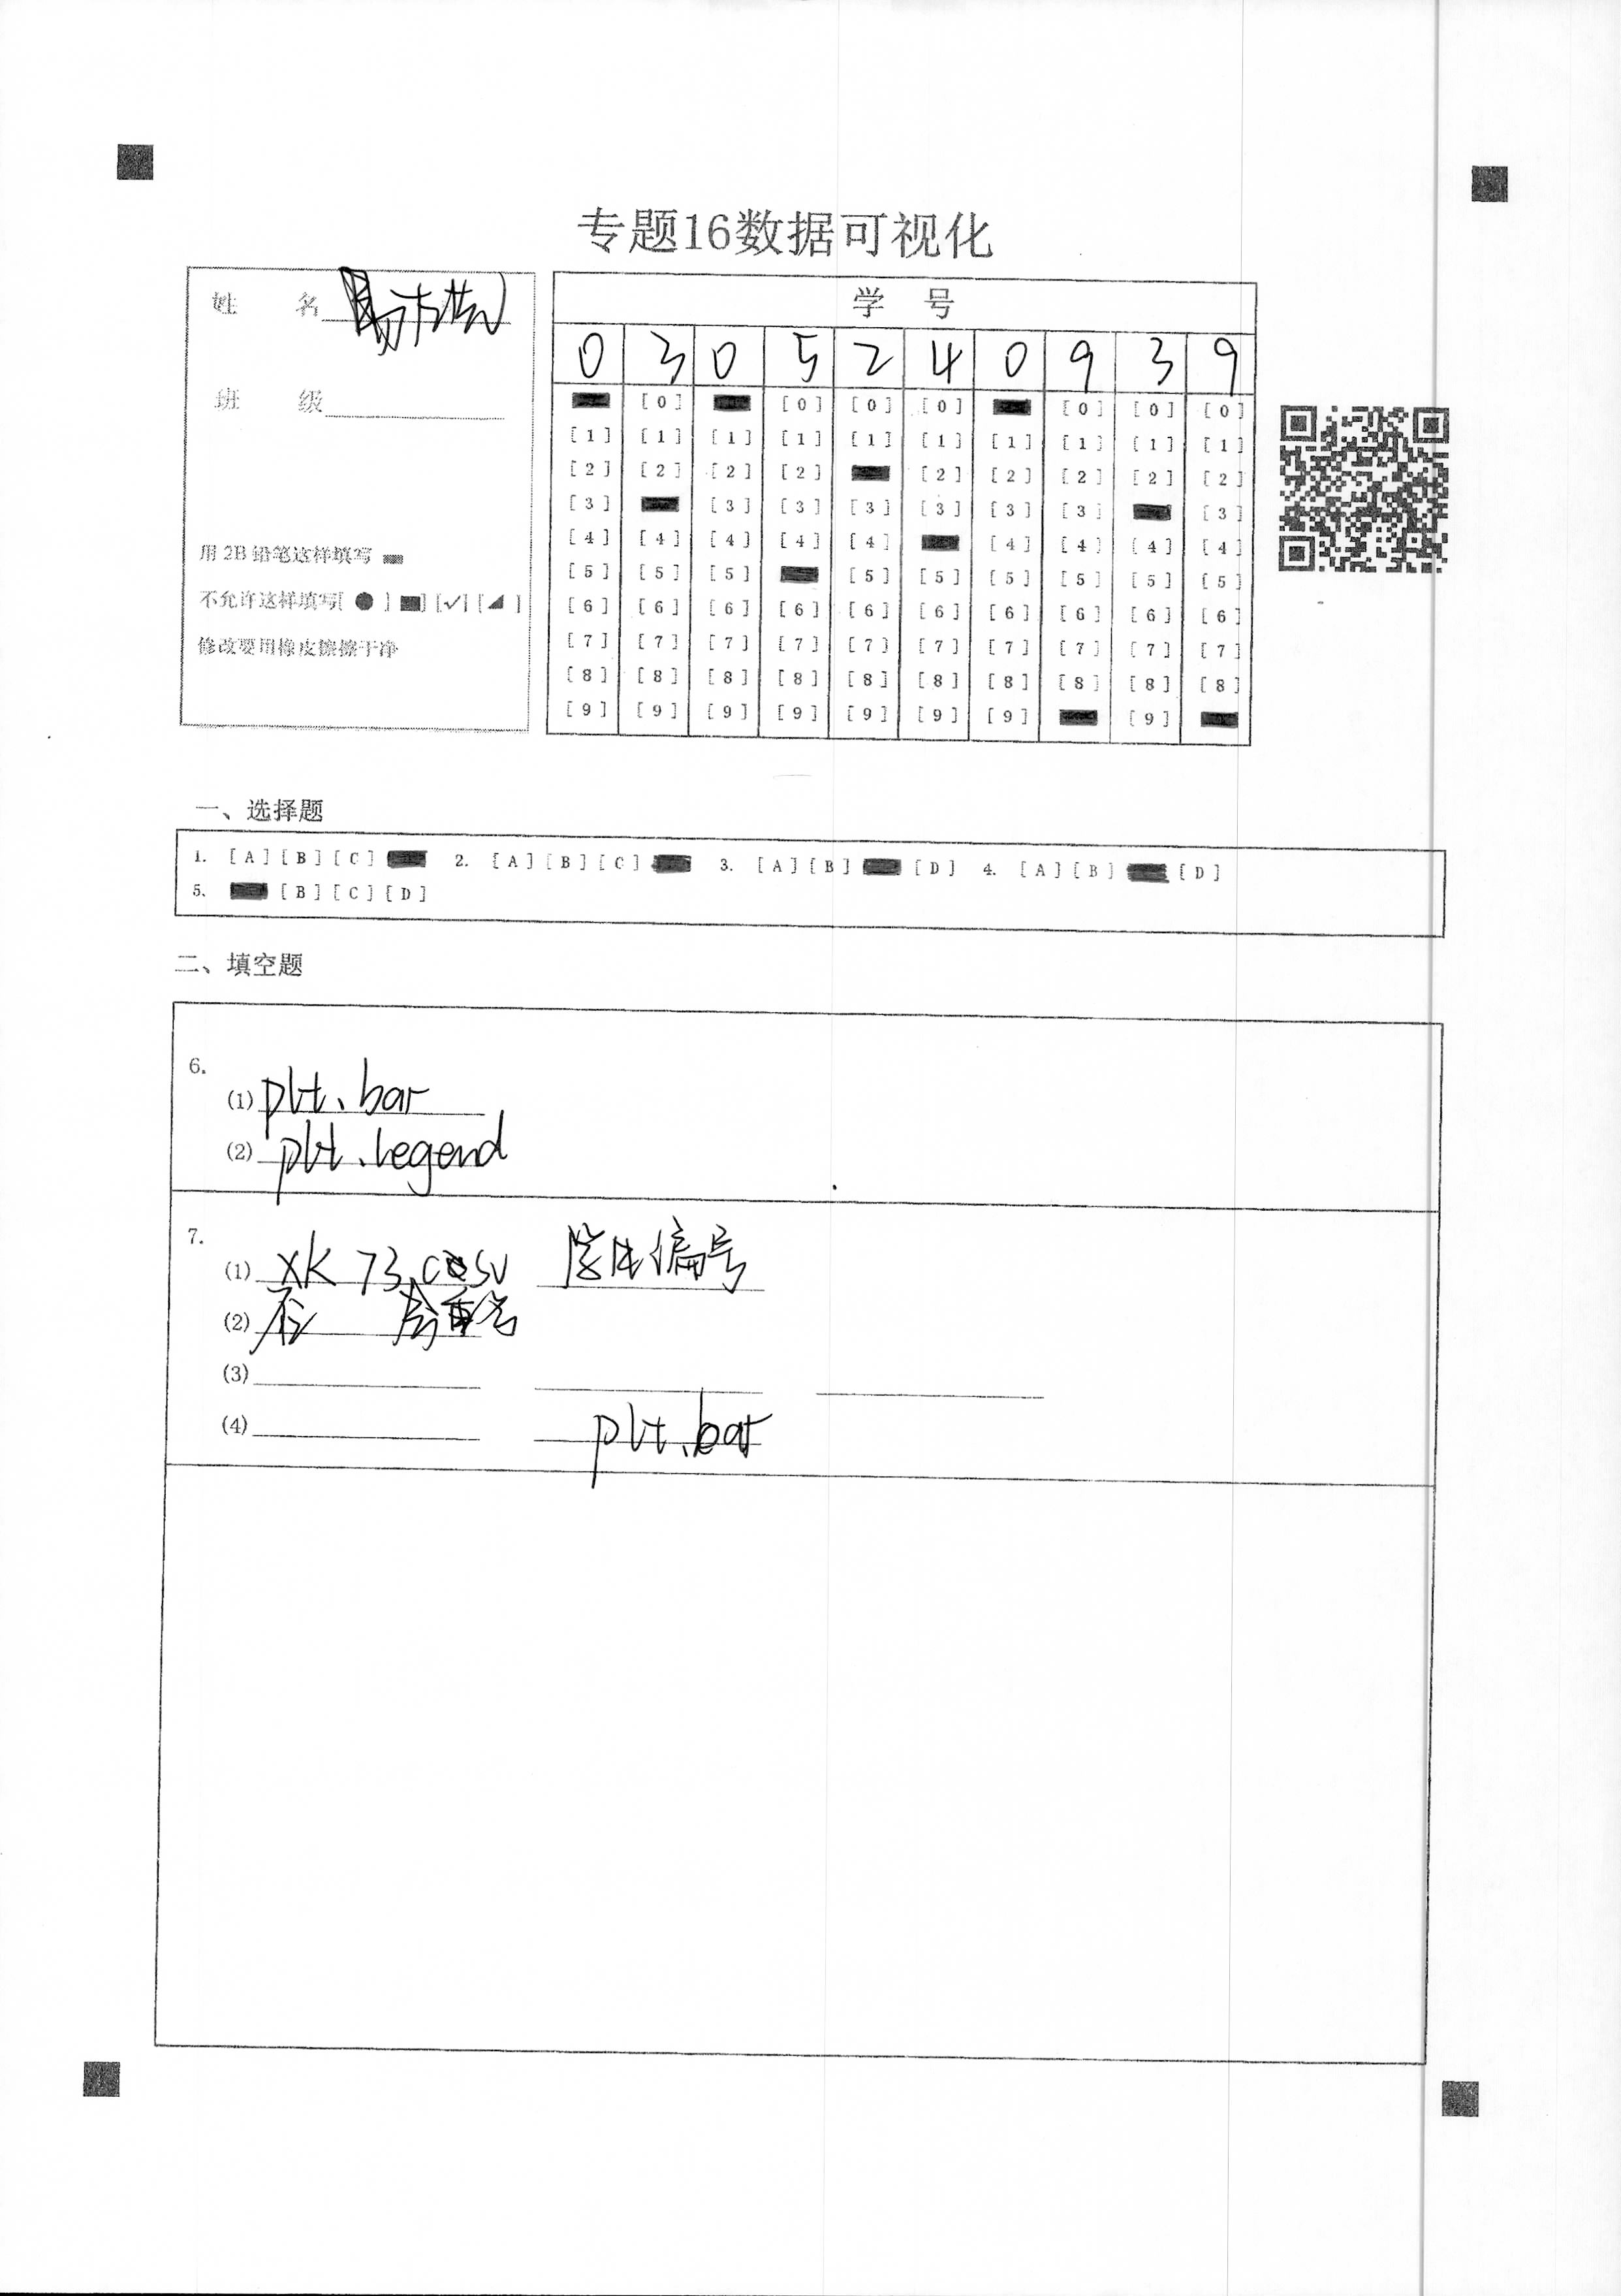 专题16数据可视化
姓 名
班 级
用 2B 铅笔这样填写
不允许这样填写[ ● ] [■] [✓] [◢ ]
修改要用橡皮擦擦干净
学 号
0 3 0 5 2 4 0 9 3 9
[0] [0] [0] [0] [0] [0] [0]
[1] [1] [1] [1] [1] [1] [1] [1] [1] [1]
[2] [2] [2] [2] [2] [2] [2] [2] [2]
[3] [3] [3] [3] [3] [3] [3] [3]
[4] [4] [4] [4] [4] [4] [4] [4] [4]
[5] [5] [5] [5] [5] [5] [5] [5] [5]
[6] [6] [6] [6] [6] [6] [6] [6] [6] [6]
[7] [7] [7] [7] [7] [7] [7] [7] [7] [7]
[8] [8] [8] [8] [8] [8] [8] [8] [8] [8]
[9] [9] [9] [9] [9] [9] [9] [9]
一、选择题
1. [A] [B] [C] 2. [A] [B] [C] 3. [A] [B] [D] 4. [A] [B] [D]
5. [B] [C] [D]
二、填空题
6.
(1) plt.bar
(2) plt.legend
7.
(1) xk 73.csv 学生编号
(2)
(3)
(4) plt.bar